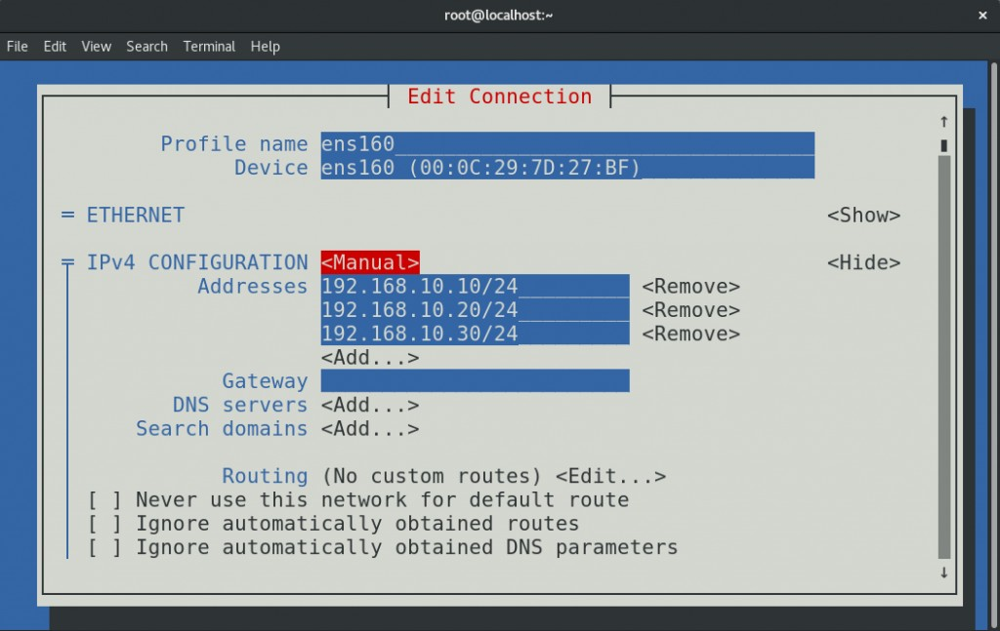 root@localhost:~ ×
File Edit View Search Terminal Help
Edit Connection
Profile name ens160
Device ens160 (00:0C:29:7D:27:BF)
= ETHERNET <Show>
= IPv4 CONFIGURATION <Manual> <Hide>
Addresses 192.168.10.10/24 <Remove>
192.168.10.20/24 <Remove>
192.168.10.30/24 <Remove>
<Add...>
Gateway
DNS servers <Add...>
Search domains <Add...>
Routing (No custom routes) <Edit...>
[ ] Never use this network for default route
[ ] Ignore automatically obtained routes
[ ] Ignore automatically obtained DNS parameters